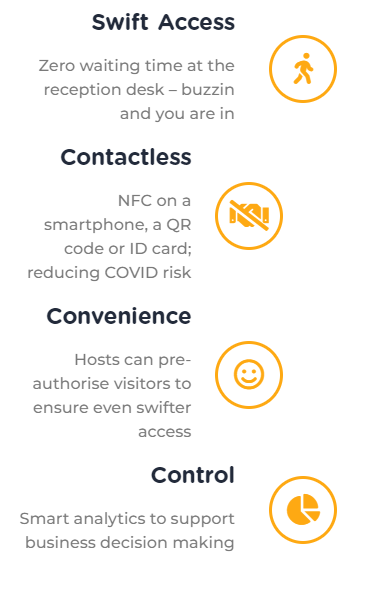 Swift Access
Zero waiting time at the
reception desk – buzzin
and you are in
Contactless
NFC on a
smartphone, a QR
code or ID card;
reducing COVID risk
Convenience
Hosts can pre-
authorise visitors to
ensure even swifter
access
Control
Smart analytics to support
business decision making